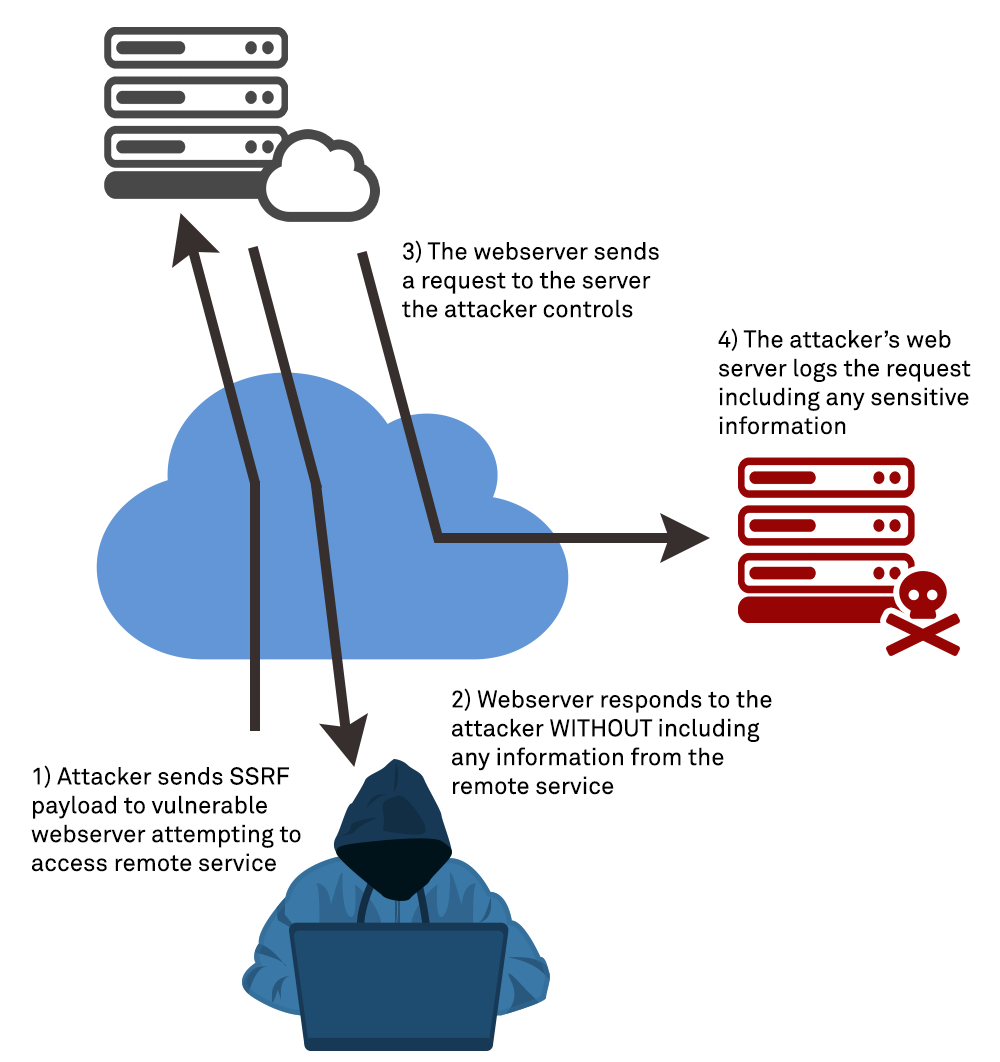 3) The webserver sends
a request to the server
the attacker controls
4) The attacker’s web
server logs the request
including any sensitive
information
2) Webserver responds to the
attacker WITHOUT including
any information from the
remote service
1) Attacker sends SSRF
payload to vulnerable
webserver attempting to
access remote service